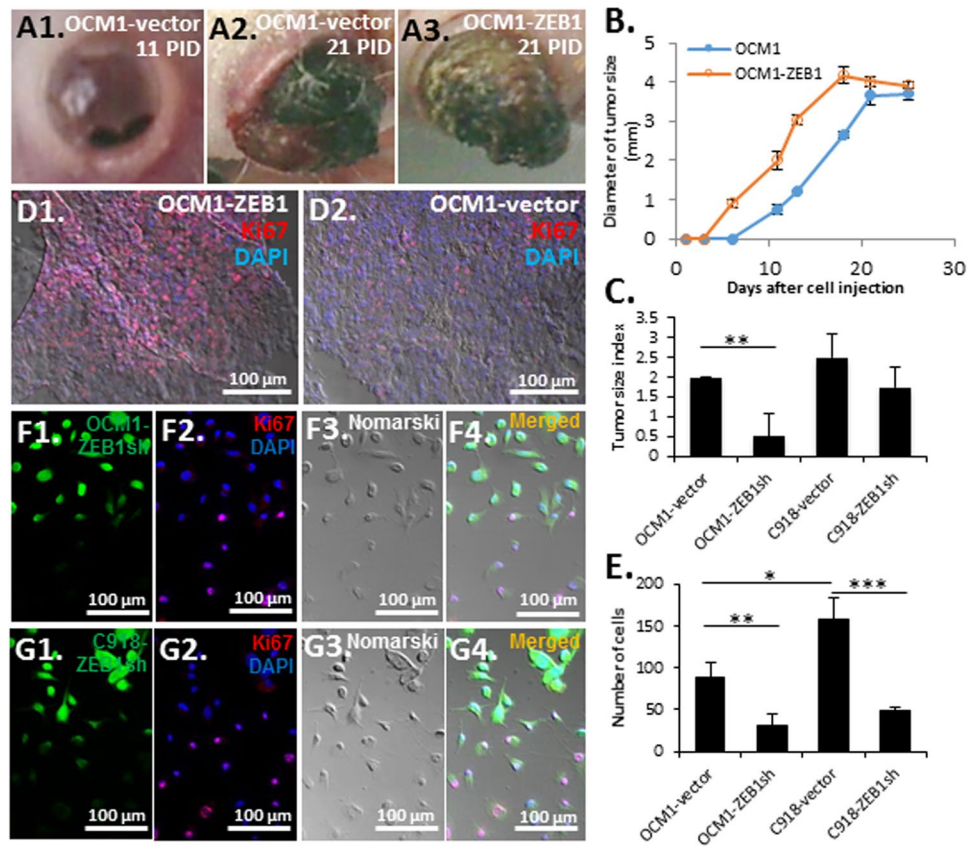 A1.
OCM1-vector
11 PID
A2.
OCM1-vector
21 PID
A3.
OCM1-ZEB1
21 PID
B.
Diameter of tumor size
(mm)
5
4
3
2
1
0
OCM1
OCM1-ZEB1
0
10
20
30
Days after cell injection
D1.
OCM1-ZEB1
Ki67
DAPI
100 µm
D2.
OCM1-vector
Ki67
DAPI
100 µm
C.
Tumor size index
3.5
3
2.5
2
1.5
1
0.5
0
**
OCM1-vector
OCM1-ZEB1sh
C918-vector
C918-ZEB1sh
F1.
OCM1-
ZEB1sh
100 µm
F2.
Ki67
DAPI
100 µm
F3.
Nomarski
100 µm
F4.
Merged
100 µm
E.
Number of cells
200
150
100
50
0
*
**
***
OCM1-vector
OCM1-ZEB1sh
C918-vector
C918-ZEB1sh
G1.
C918-
ZEB1sh
100 µm
G2.
Ki67
DAPI
100 µm
G3.
Nomarski
100 µm
G4.
Merged
100 µm